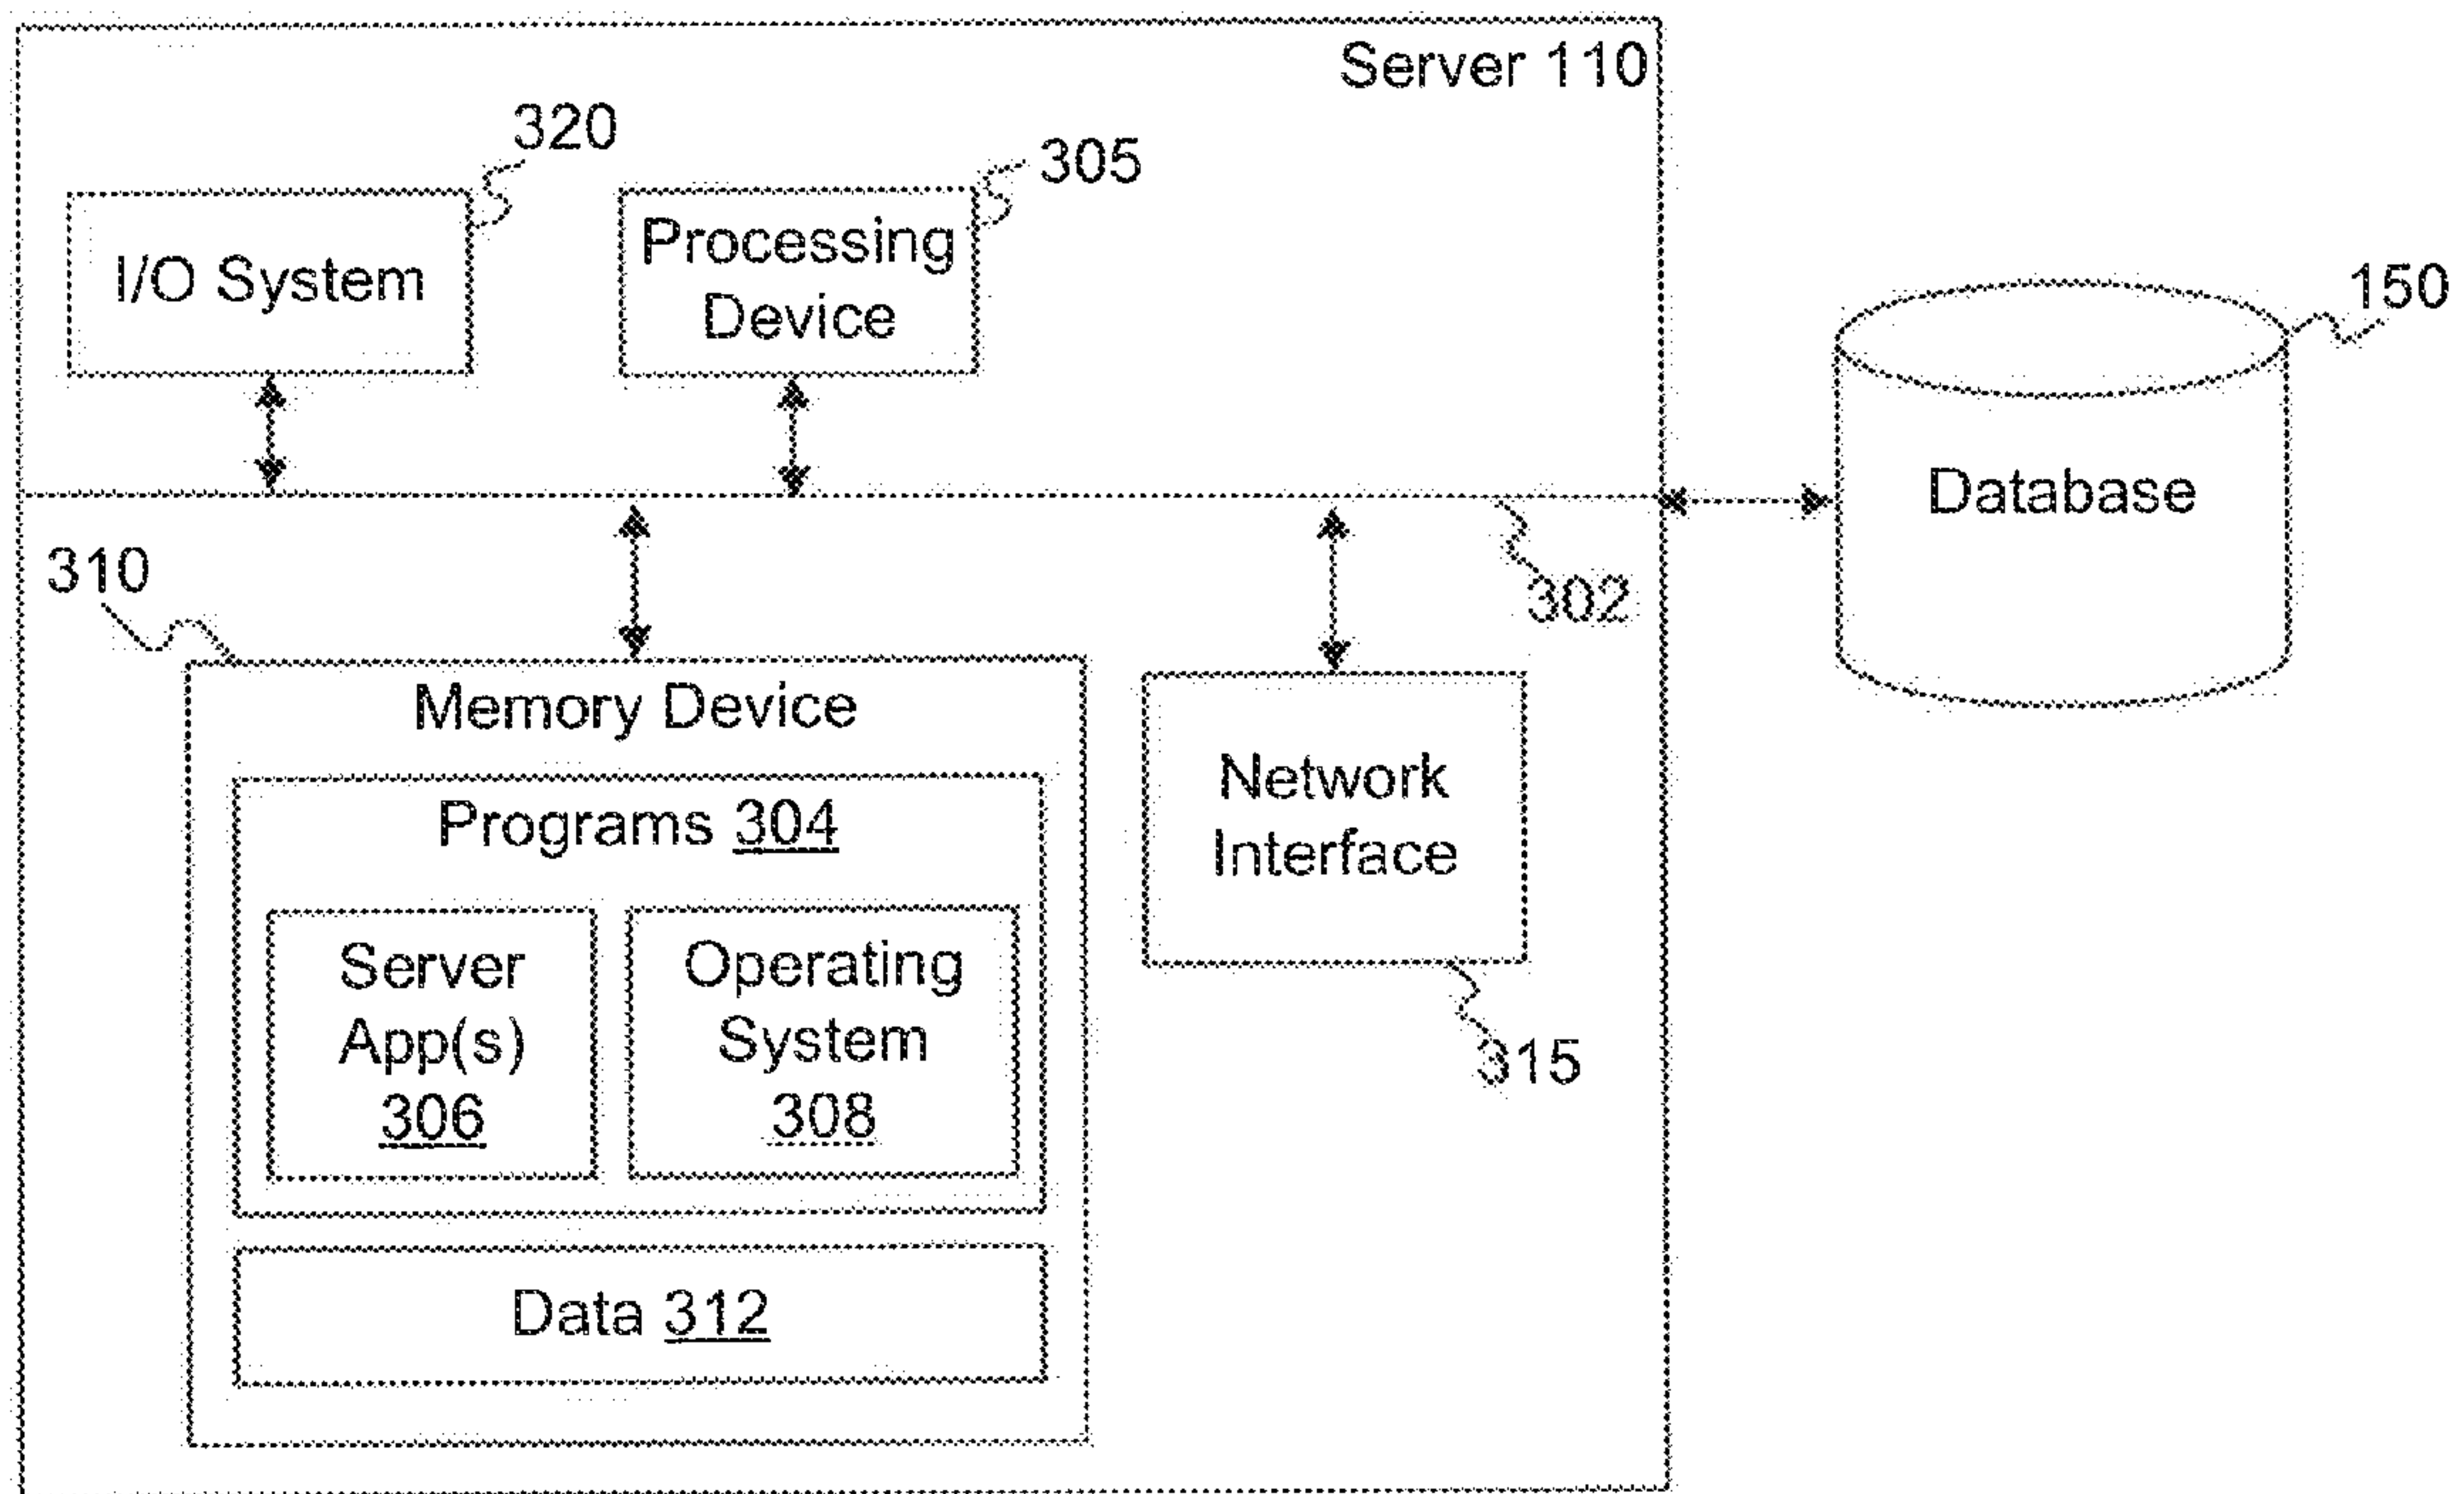 Server 110
320
305
I/O System
Processing
Device
150
Database
302
310
Memory Device
Programs 304
Server
App(s)
306
Operating
System
308
Data 312
Network
Interface
315